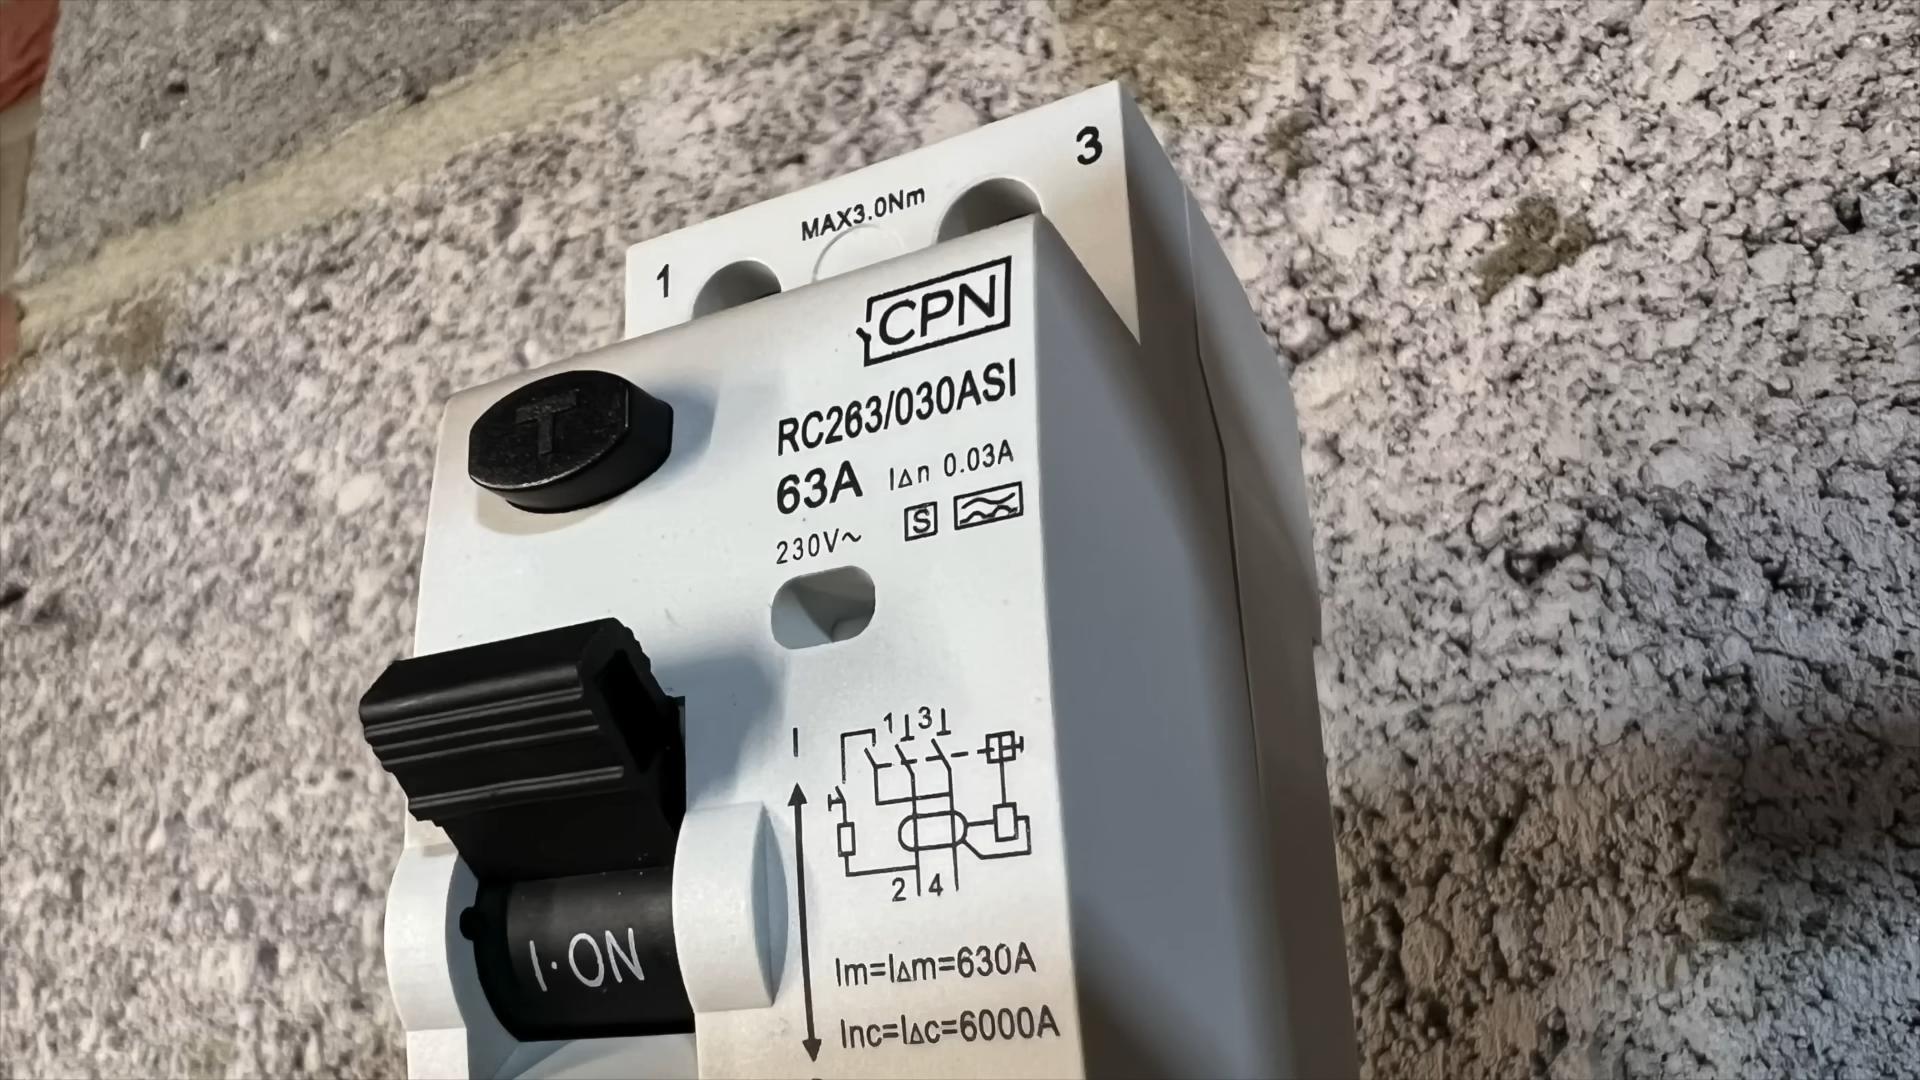 1
3
MAX3.0Nm
CPN
T
RC263/030ASI
63A IΔn 0.03A
230V~ S
I
1 3
2 4
I·ON
Im=IΔm=630A
Inc=IΔc=6000A